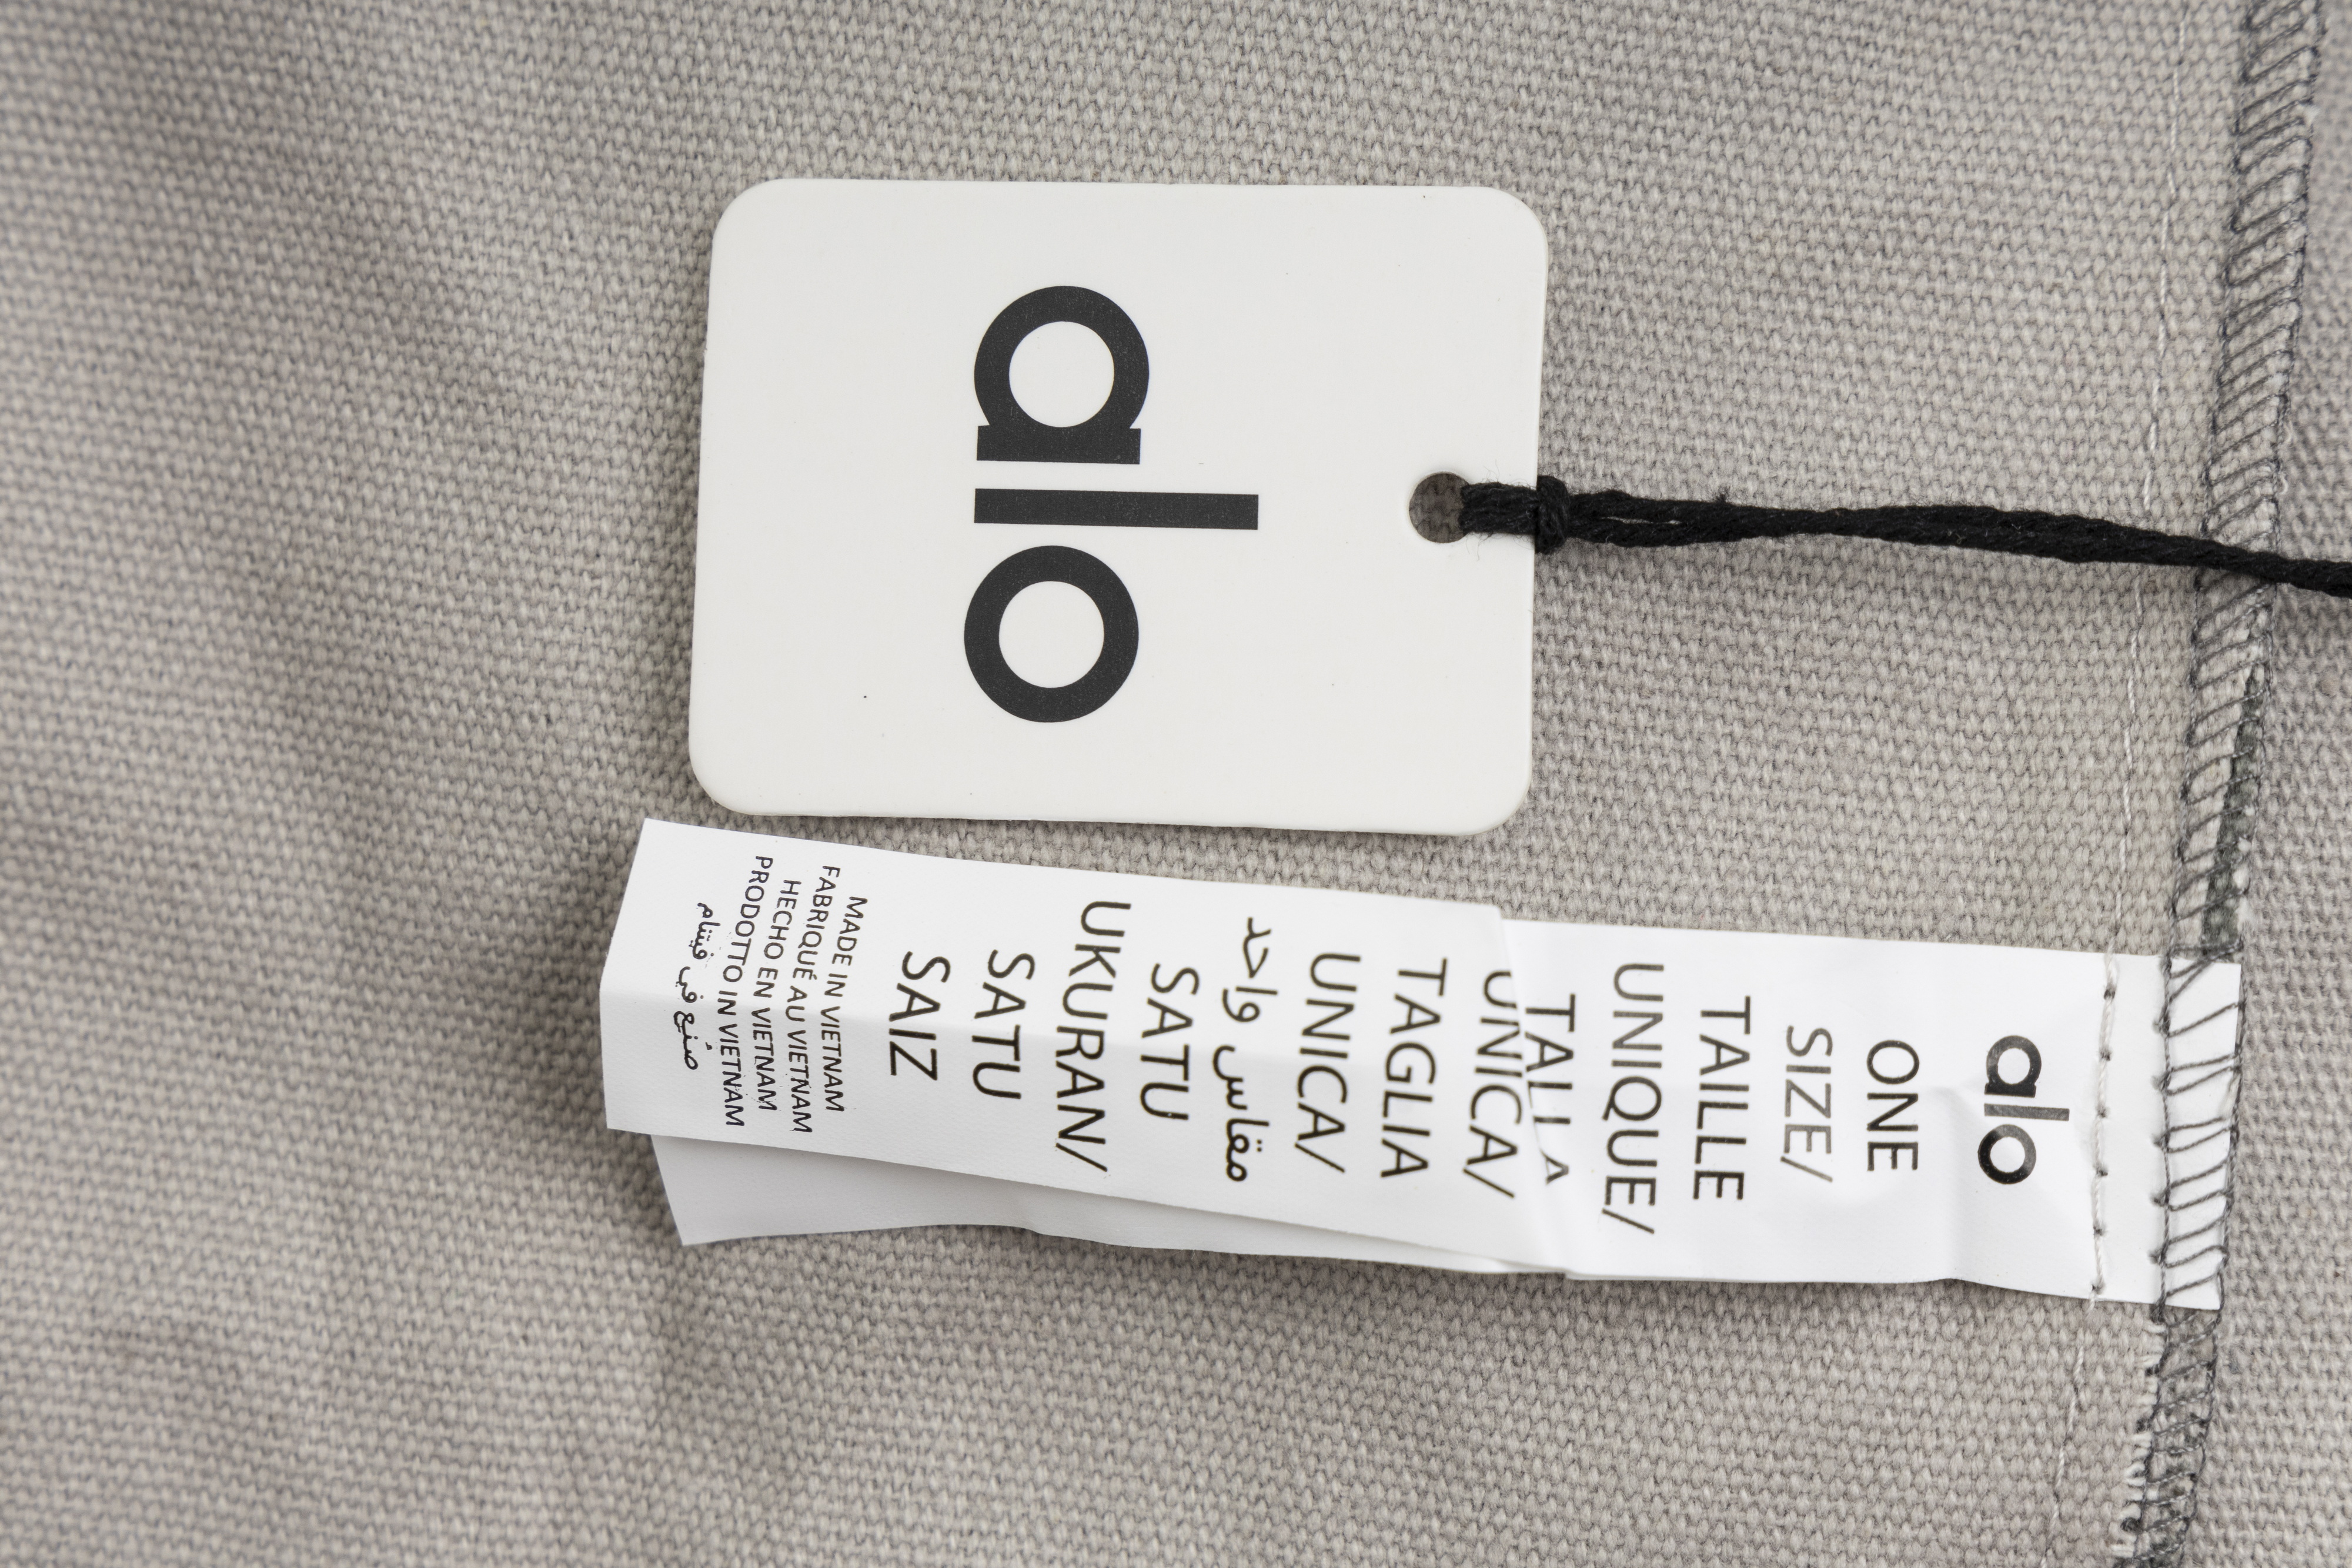 alo
alo
ONE
SIZE/
TAILLE
UNIQUE/
TALLA
UNICA/
TAGLIA
UNICA/
مقاس واحد
SATU
UKURAN/
SATU
SAIZ
MADE IN VIETNAM
FABRIQUÉ AU VIETNAM
HECHO EN VIETNAM
PRODOTTO IN VIETNAM
صُنِع في فيتنام